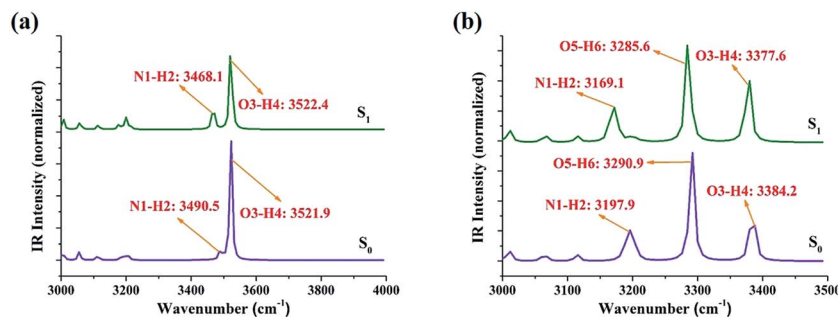 (a)
IR Intensity (normalized)
N1-H2: 3468.1
O3-H4: 3522.4
S1
N1-H2: 3490.5
O3-H4: 3521.9
S0
3000 3200 3400 3600 3800 4000
Wavenumber (cm-1)
(b)
IR Intensity (normalized)
O5-H6: 3285.6
O3-H4: 3377.6
N1-H2: 3169.1
S1
O5-H6: 3290.9
O3-H4: 3384.2
N1-H2: 3197.9
S0
3000 3100 3200 3300 3400 3500
Wavenumber (cm-1)